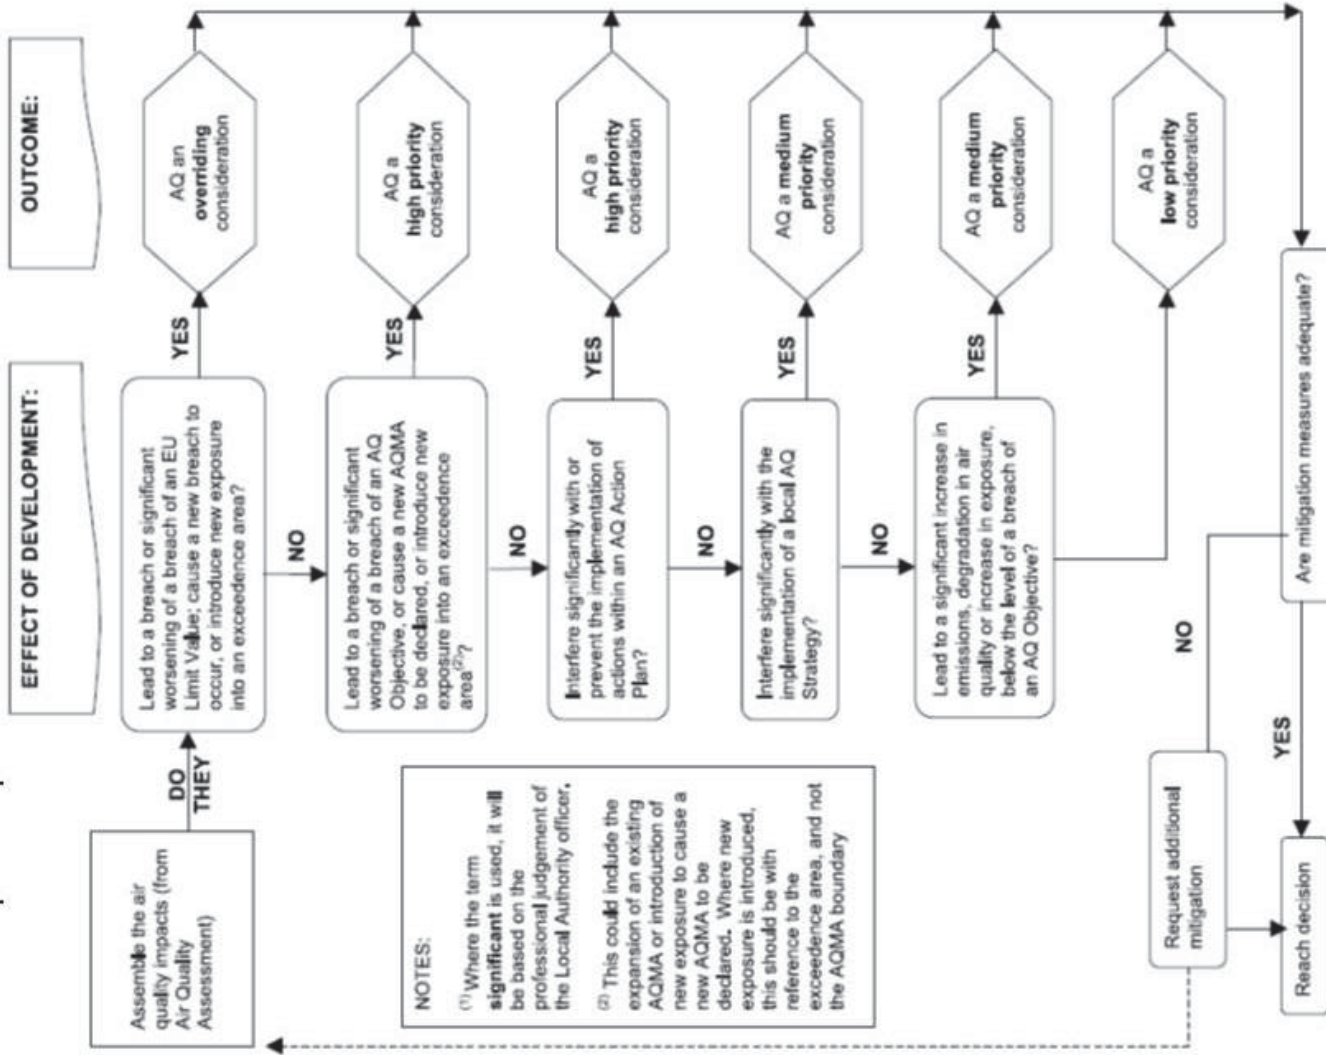 EFFECT OF DEVELOPMENT:
OUTCOME:
Assemble the air
quality impacts (from
Air Quality
Assessment)
DO
THEY
Lead to a breach or significant
worsening of a breach of an EU
Limit Value; cause a new breach to
occur, or introduce new exposure
into an exceedence area?
YES
AQ an
overriding
consideration
NO
Lead to a breach or significant
worsening of a breach of an AQ
Objective, or cause a new AQMA
to be declared, or introduce new
exposure into an exceedence
area(2)?
YES
AQ a
high priority
consideration
NO
Interfere significantly with or
prevent the implementation of
actions within an AQ Action
Plan?
YES
AQ a
high priority
consideration
NO
Interfere significantly with the
implementation of a local AQ
Strategy?
YES
AQ a medium
priority
consideration
NO
Lead to a significant increase in
emissions, degradation in air
quality or increase in exposure,
below the level of a breach of
an AQ Objective?
YES
AQ a medium
priority
consideration
AQ a
low priority
consideration
NOTES:
(1) Where the term
significant is used, it will
be based on the
professional judgement of
the Local Authority officer.
(2) This could include the
expansion of an existing
AQMA or introduction of
new exposure to cause a
new AQMA to be
declared. Where new
exposure is introduced,
this should be with
reference to the
exceedence area, and not
the AQMA boundary
Request additional
mitigation
NO
Reach decision
YES
Are mitigation measures adequate?